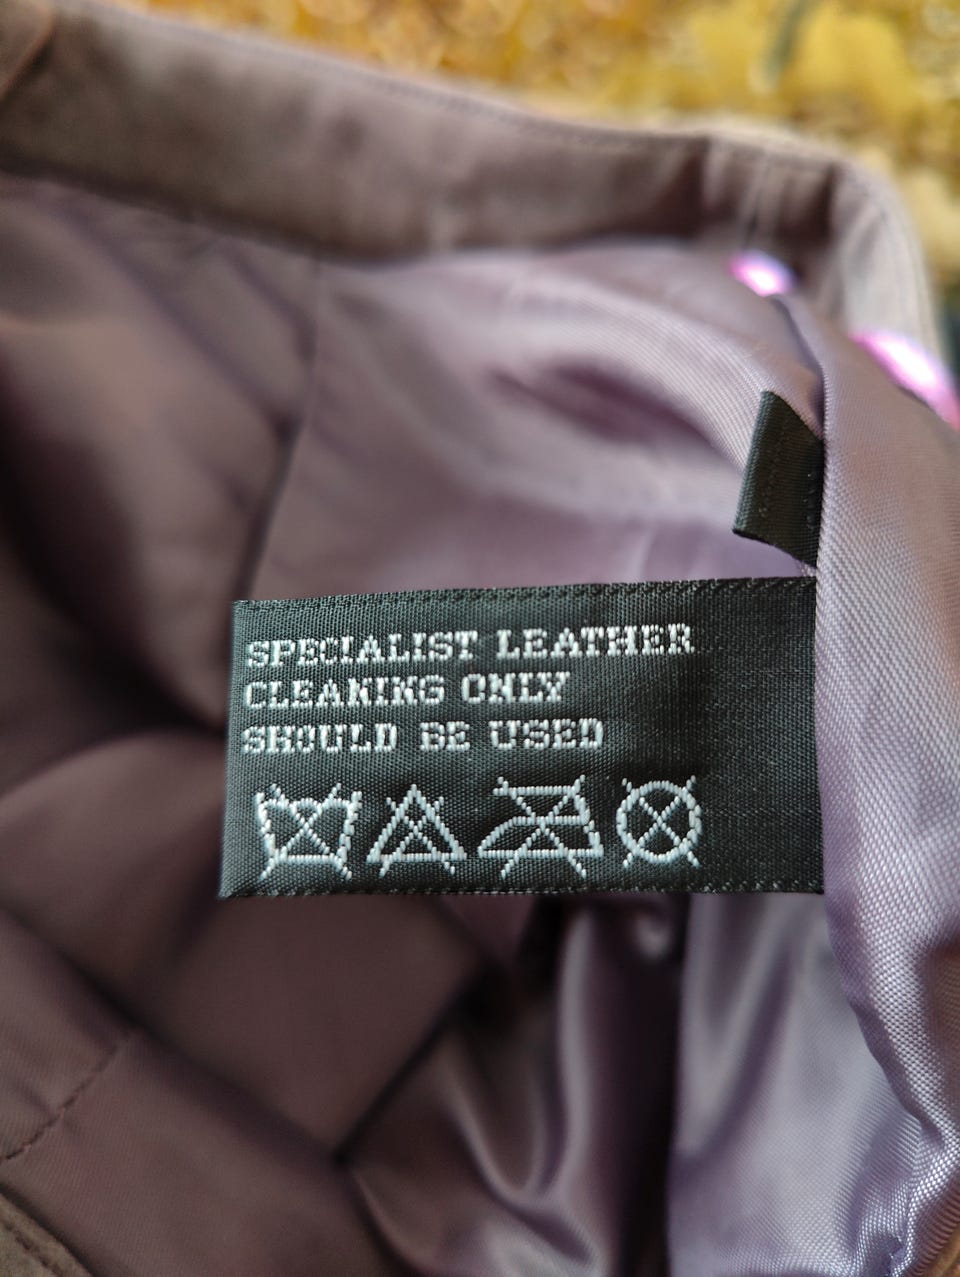 SPECIALIST LEATHER
CLEANING ONLY
SHOULD BE USED